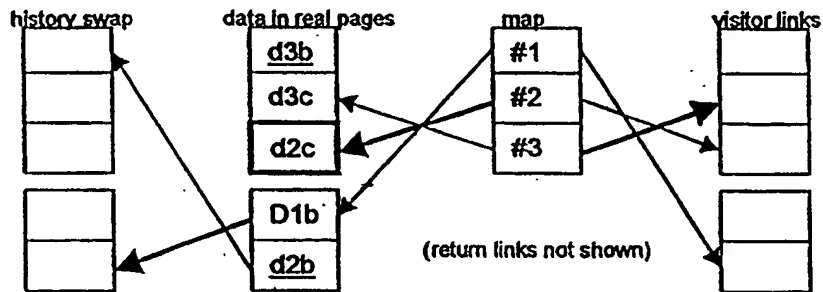 history swap data in real pages map visitor links
d3b #1
d3c #2
d2c #3
D1b
d2b (return links not shown)